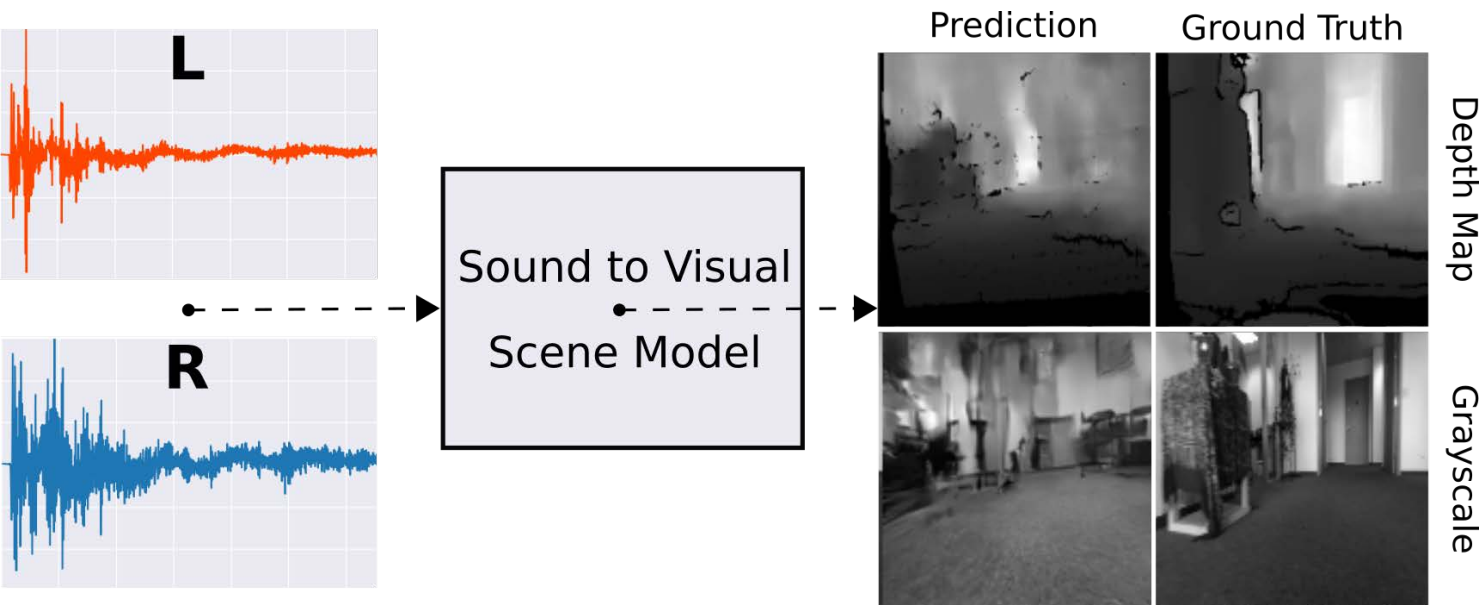 L
R
Sound to Visual
Scene Model
Prediction
Ground Truth
Depth Map
Grayscale